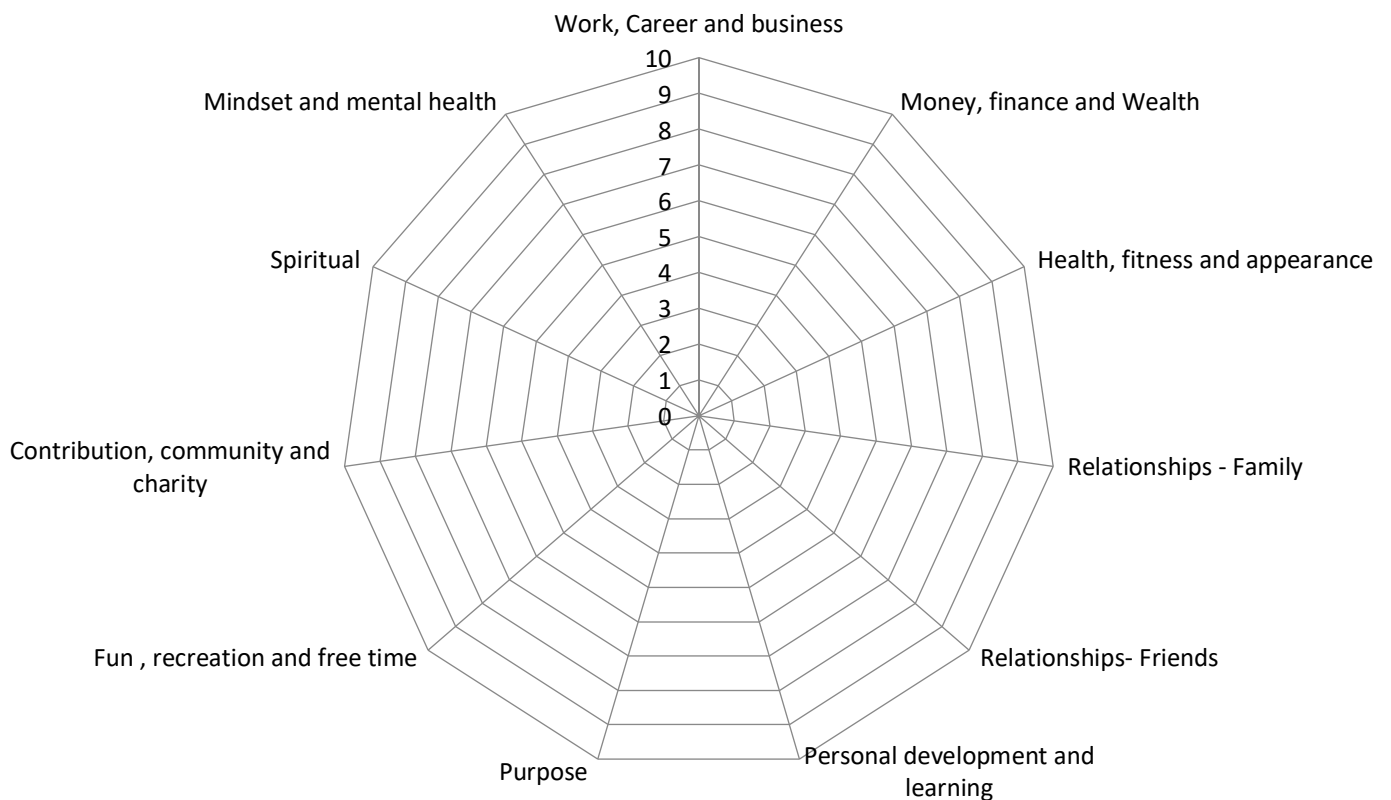 Work, Career and business
10
9
8
7
6
5
4
3
2
1
0
Money, finance and Wealth
Health, fitness and appearance
Relationships - Family
Relationships- Friends
Personal development and
learning
Purpose
Fun , recreation and free time
Contribution, community and
charity
Spiritual
Mindset and mental health